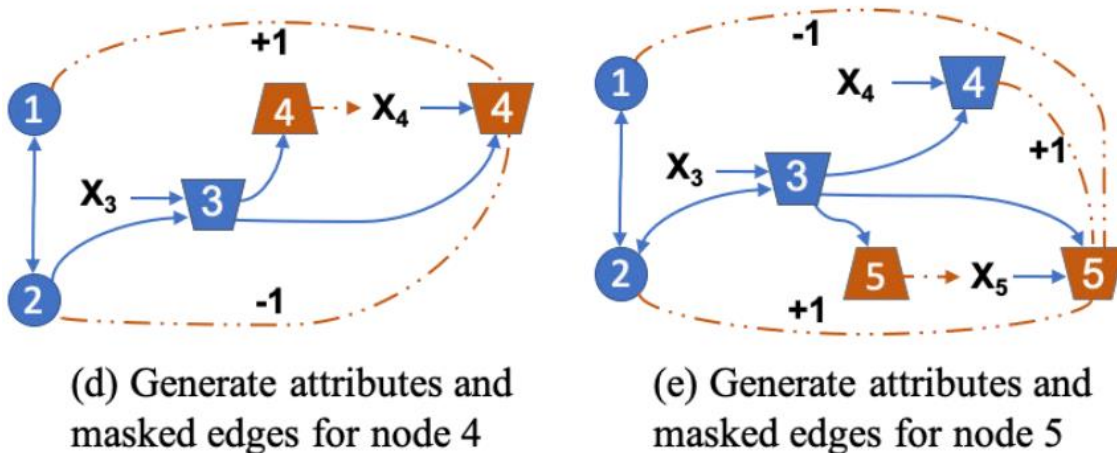 +1
1
4
X₄
4
X₃
3
2
-1
(d) Generate attributes and
masked edges for node 4
-1
1
X₄
4
+1
X₃
3
2
5
X₅
5
+1
(e) Generate attributes and
masked edges for node 5